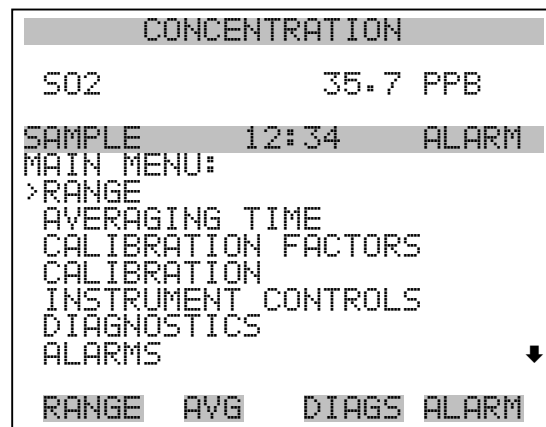 CONCENTRATION
SO2 35.7 PPB
SAMPLE 12:34 ALARM
MAIN MENU:
>RANGE
AVERAGING TIME
CALIBRATION FACTORS
CALIBRATION
INSTRUMENT CONTROLS
DIAGNOSTICS
ALARMS
RANGE AVG DIAGS ALARM